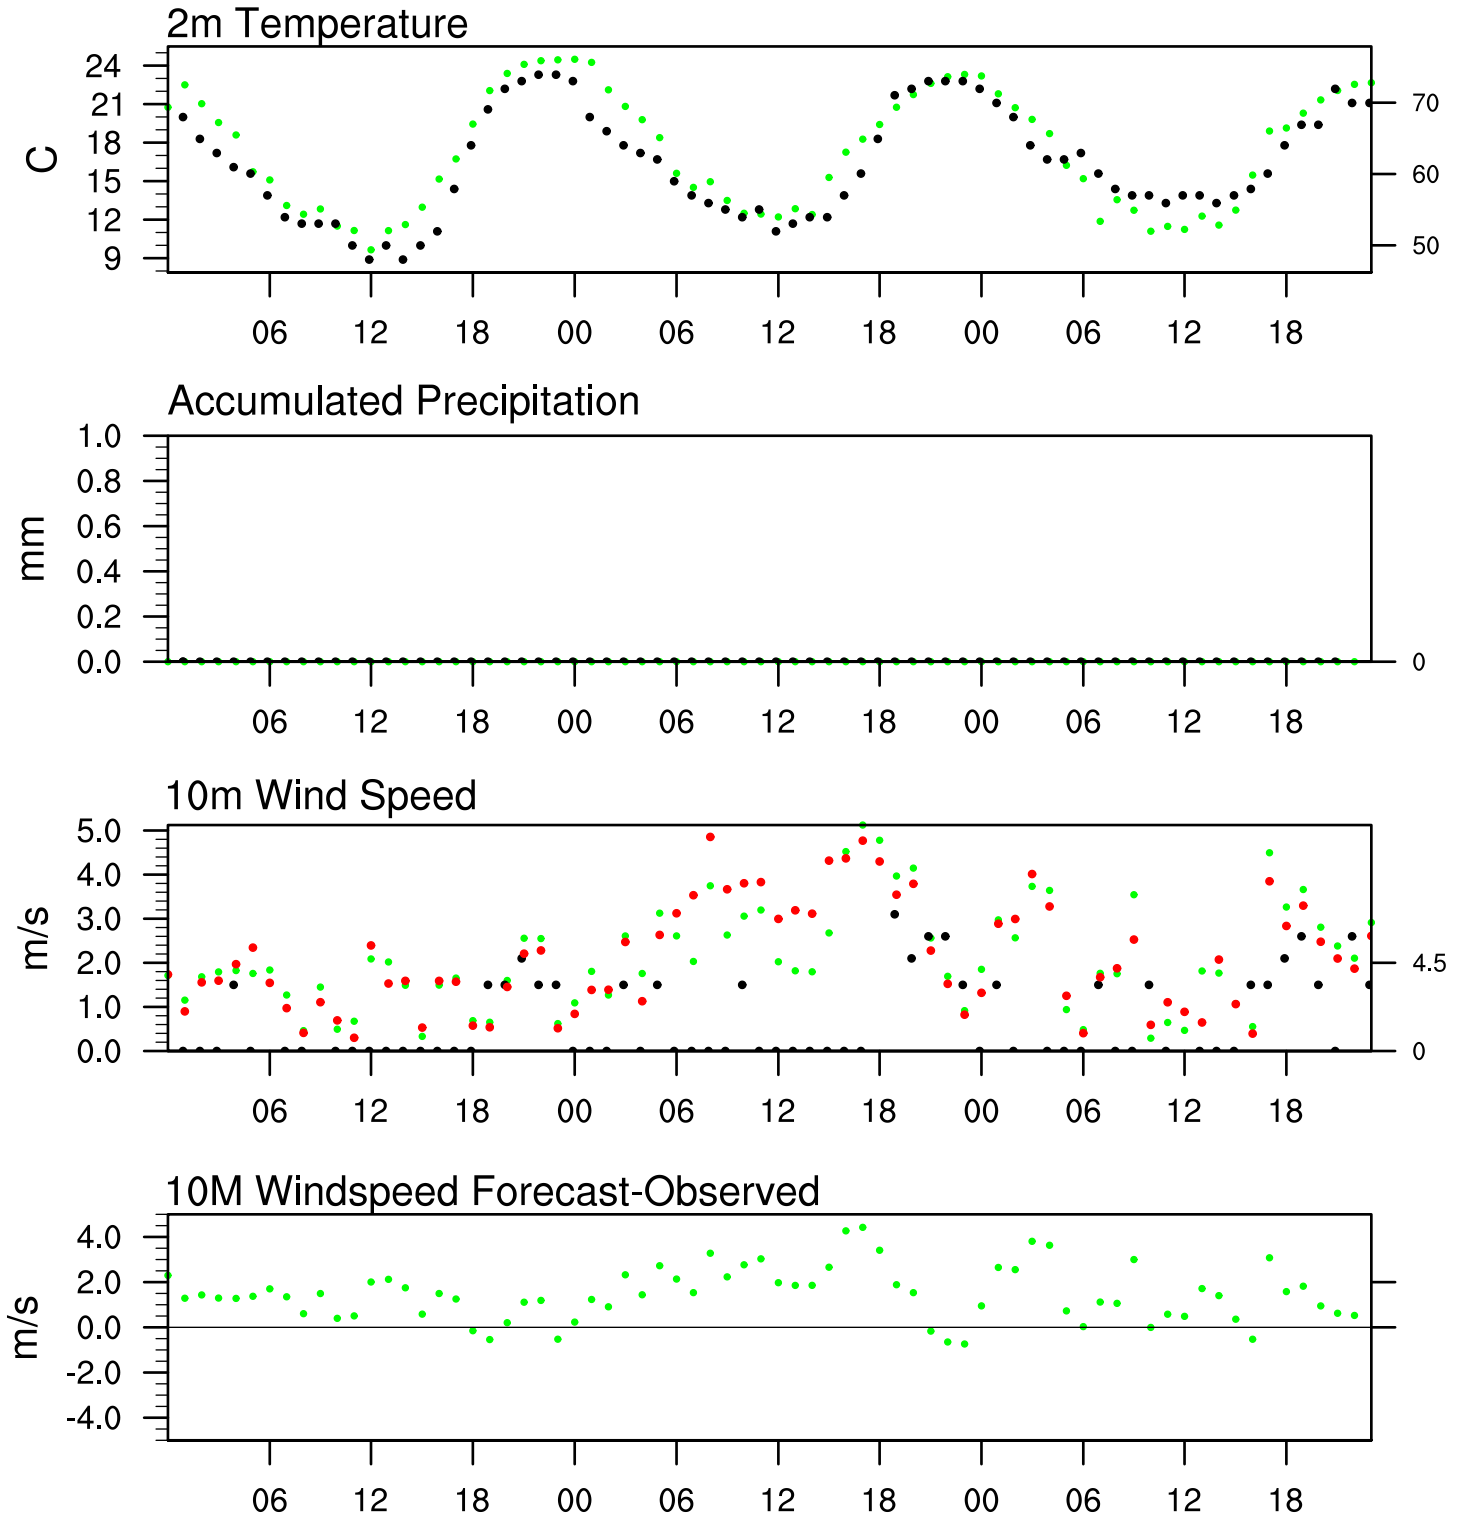 2m Temperature
24
21
18
15
12
9
C
70
60
50
06 12 18 00 06 12 18 00 06 12 18
Accumulated Precipitation
1.0
0.8
0.6
0.4
0.2
0.0
mm
0
06 12 18 00 06 12 18 00 06 12 18
10m Wind Speed
5.0
4.0
3.0
2.0
1.0
0.0
m/s
4.5
0
06 12 18 00 06 12 18 00 06 12 18
10M Windspeed Forecast-Observed
4.0
2.0
0.0
-2.0
-4.0
m/s
06 12 18 00 06 12 18 00 06 12 18